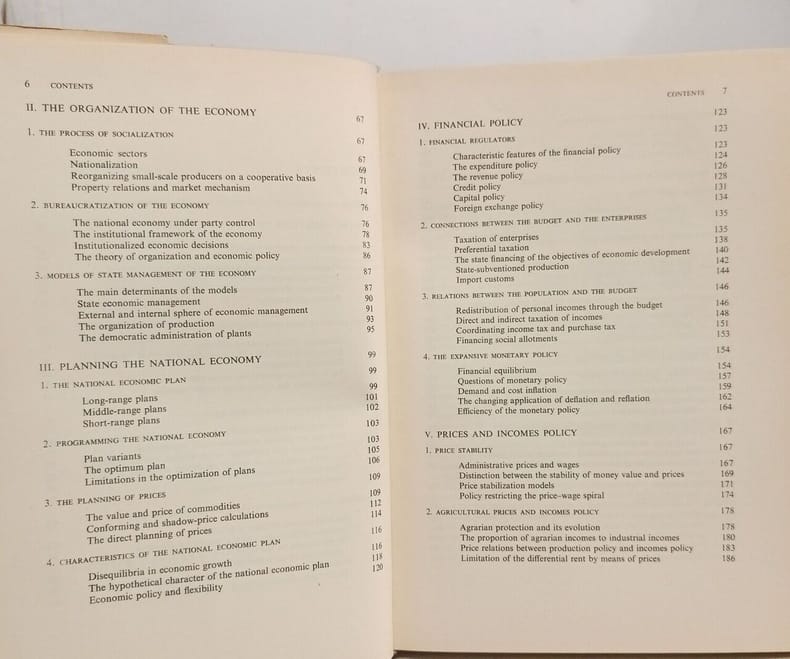 6 CONTENTS
II. THE ORGANIZATION OF THE ECONOMY 67
1. THE PROCESS OF SOCIALIZATION 67
Economic sectors 67
Nationalization 69
Reorganizing small-scale producers on a cooperative basis 71
Property relations and market mechanism 74
2. BUREAUCRATIZATION OF THE ECONOMY 76
The national economy under party control 76
The institutional framework of the economy 78
Institutionalized economic decisions 83
The theory of organization and economic policy 86
3. MODELS OF STATE MANAGEMENT OF THE ECONOMY 87
The main determinants of the models 87
State economic management 90
External and internal sphere of economic management 91
The organization of production 93
The democratic administration of plants 95
III. PLANNING THE NATIONAL ECONOMY 99
1. THE NATIONAL ECONOMIC PLAN 99
Long-range plans 99
Middle-range plans 101
Short-range plans 102
2. PROGRAMMING THE NATIONAL ECONOMY 103
Plan variants 103
The optimum plan 105
Limitations in the optimization of plans 106
3. THE PLANNING OF PRICES 109
The value and price of commodities 109
Conforming and shadow-price calculations 112
The direct planning of prices 114
4. CHARACTERISTICS OF THE NATIONAL ECONOMIC PLAN 116
Disequilibria in economic growth 116
The hypothetical character of the national economic plan 118
Economic policy and flexibility 120
CONTENTS 7
IV. FINANCIAL POLICY 123
1. FINANCIAL REGULATORS 123
Characteristic features of the financial policy 123
The expenditure policy 124
The revenue policy 126
Credit policy 128
Capital policy 131
Foreign exchange policy 134
2. CONNECTIONS BETWEEN THE BUDGET AND THE ENTERPRISES 135
Taxation of enterprises 135
Preferential taxation 138
The state financing of the objectives of economic development 140
State-subventioned production 142
Import customs 144
3. RELATIONS BETWEEN THE POPULATION AND THE BUDGET 146
Redistribution of personal incomes through the budget 146
Direct and indirect taxation of incomes 148
Coordinating income tax and purchase tax 151
Financing social allotments 153
4. THE EXPANSIVE MONETARY POLICY 154
Financial equilibrium 154
Questions of monetary policy 157
Demand and cost inflation 159
The changing application of deflation and reflation 162
Efficiency of the monetary policy 164
V. PRICES AND INCOMES POLICY 167
1. PRICE STABILITY 167
Administrative prices and wages 167
Distinction between the stability of money value and prices 169
Price stabilization models 171
Policy restricting the price-wage spiral 174
2. AGRICULTURAL PRICES AND INCOMES POLICY 178
Agrarian protection and its evolution 178
The proportion of agrarian incomes to industrial incomes 180
Price relations between production policy and incomes policy 183
Limitation of the differential rent by means of prices 186